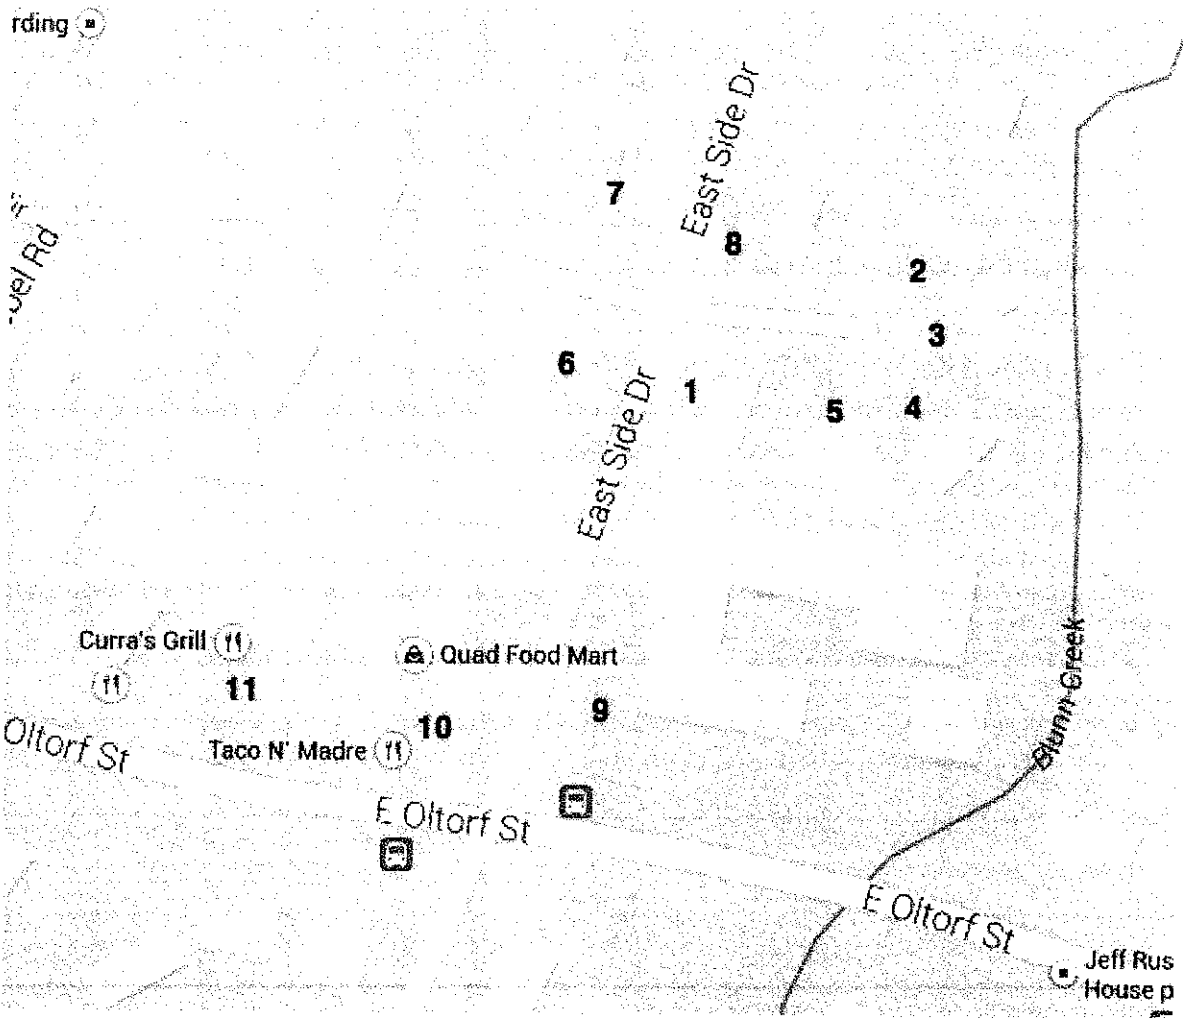 rding
East Side Dr
7
8
2
3
6
1
5
4
East Side Dr
Curra's Grill
Quad Food Mart
11
9
10
Oltorf St
Taco N' Madre
E Oltorf St
Blunn Creek
E Oltorf St
Jeff Rus
House p